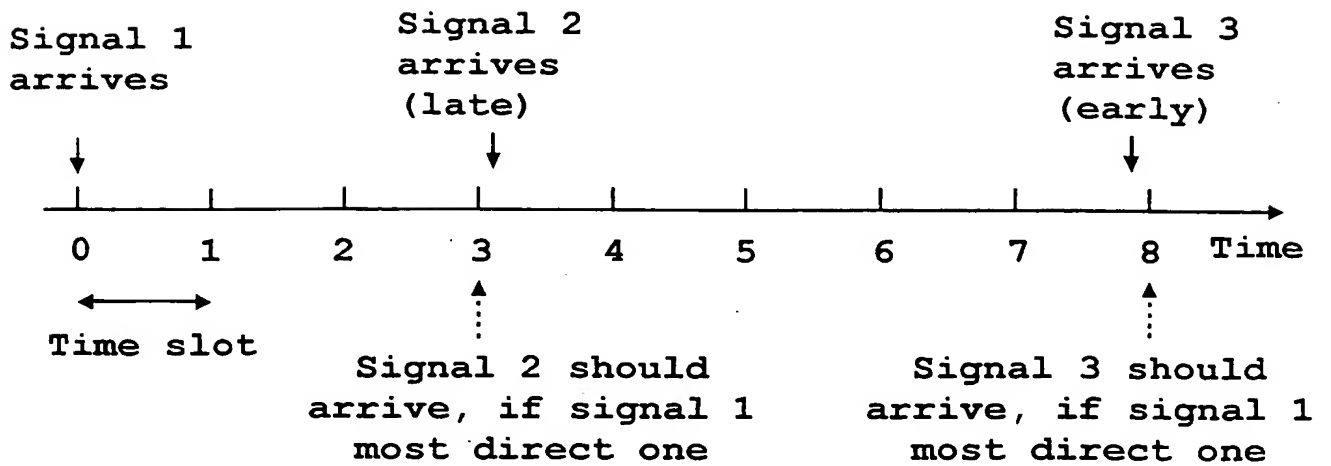 Signal 1
arrives
Signal 2
arrives
(late)
Signal 3
arrives
(early)
0 1 2 3 4 5 6 7 8 Time
Time slot
Signal 2 should
arrive, if signal 1
most direct one
Signal 3 should
arrive, if signal 1
most direct one